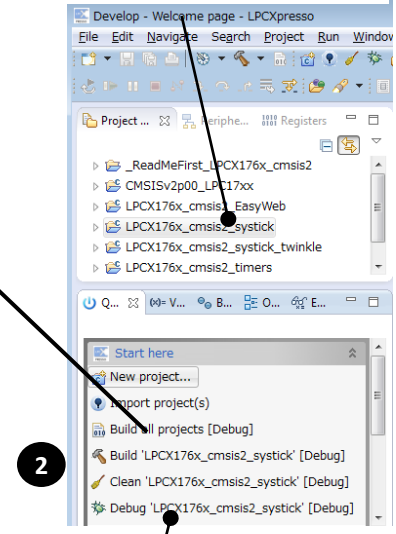 Develop - Welcome page - LPCXpresso
File Edit Navigate Search Project Run Window
Project ... Periphe... Registers
_ReadMeFirst_LPCX176x_cmsis2
CMSISv2p00_LPC17xx
LPCX176x_cmsis2_EasyWeb
LPCX176x_cmsis2_systick
LPCX176x_cmsis2_systick_twinkle
LPCX176x_cmsis2_timers
Q... (x)= V... B... O... E...
Start here
New project...
Import project(s)
Build all projects [Debug]
2
Build 'LPCX176x_cmsis2_systick' [Debug]
Clean 'LPCX176x_cmsis2_systick' [Debug]
Debug 'LPCX176x_cmsis2_systick' [Debug]